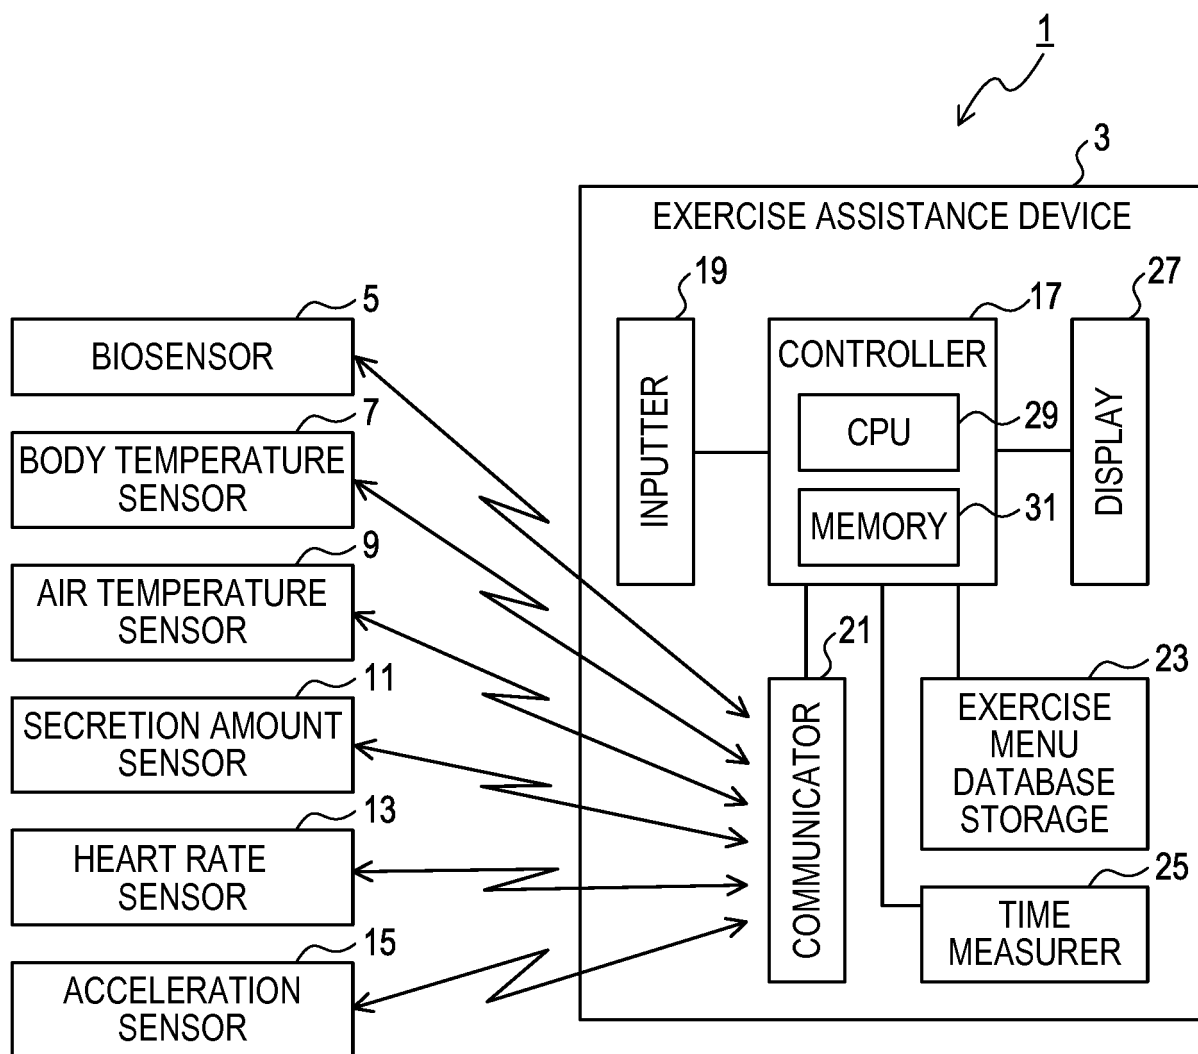 1
3
EXERCISE ASSISTANCE DEVICE
19
17
27
5
BIOSENSOR
INPUTTER
CONTROLLER
CPU
29
MEMORY
31
DISPLAY
7
BODY TEMPERATURE
SENSOR
9
AIR TEMPERATURE
SENSOR
11
SECRETION AMOUNT
SENSOR
13
HEART RATE
SENSOR
15
ACCELERATION
SENSOR
21
COMMUNICATOR
23
EXERCISE
MENU
DATABASE
STORAGE
25
TIME
MEASURER